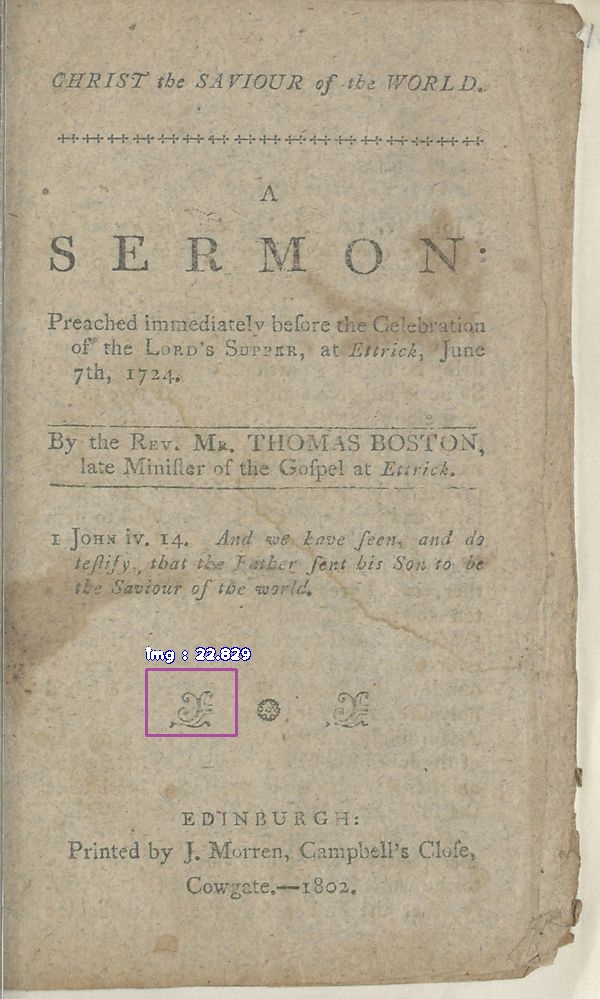 CHRIST the SAVIOUR of the WORLD.
A
SERMON:
Preached immediately before the Celebration
of the LORD'S SUPPER, at Ettrick, June
7th, 1724.
By the REV. MR. THOMAS BOSTON,
late Miniſter of the Goſpel at Ettrick.
1 JOHN iv. 14. And we have ſeen, and do
teſtify, that the Father ſent his Son to be
the Saviour of the world.
img : 22.829
EDINBURGH:
Printed by J. Morren, Campbell's Cloſe,
Cowgate.—1802.